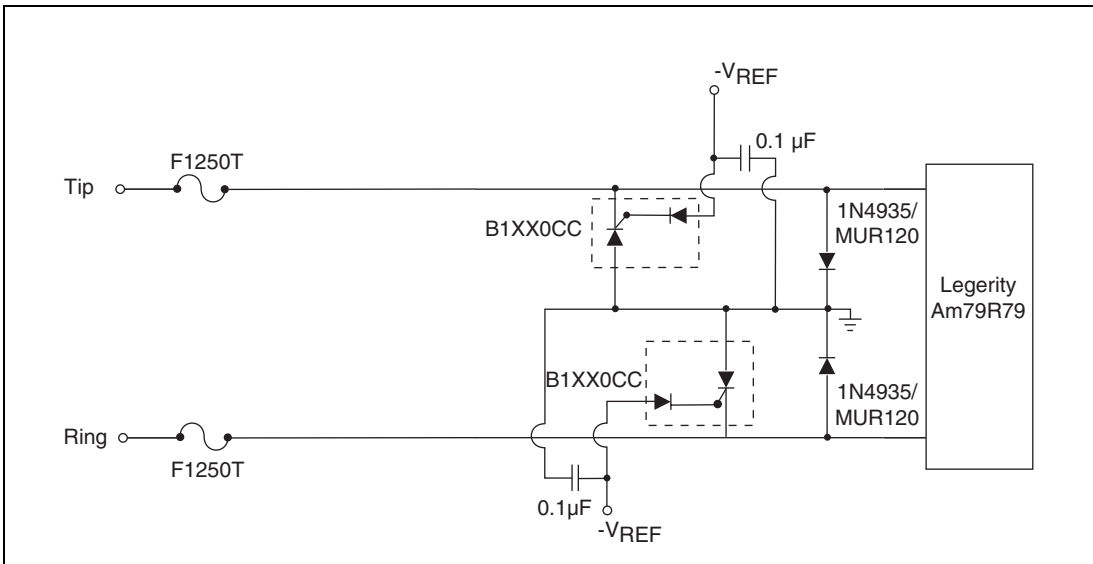 -VREF
0.1 µF
F1250T
Tip
B1XX0CC
1N4935/
MUR120
Legerity
Am79R79
B1XX0CC
1N4935/
MUR120
Ring
F1250T
0.1µF
-VREF